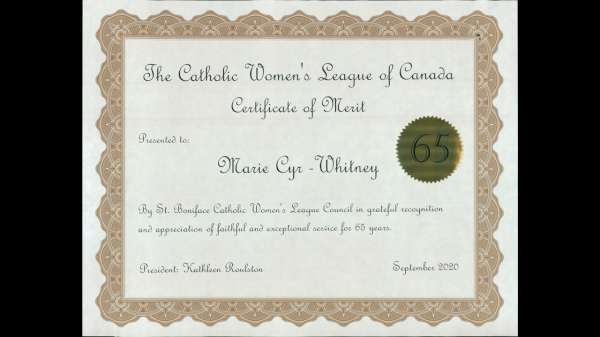 The Catholic Women's League of Canada
Certificate of Merit
Presented to:
65
Marie Cyr - Whitney
By St. Boniface Catholic Women's League Council in grateful recognition
and appreciation of faithful and exceptional service for 65 years.
President: Kathleen Roulston
September 2020